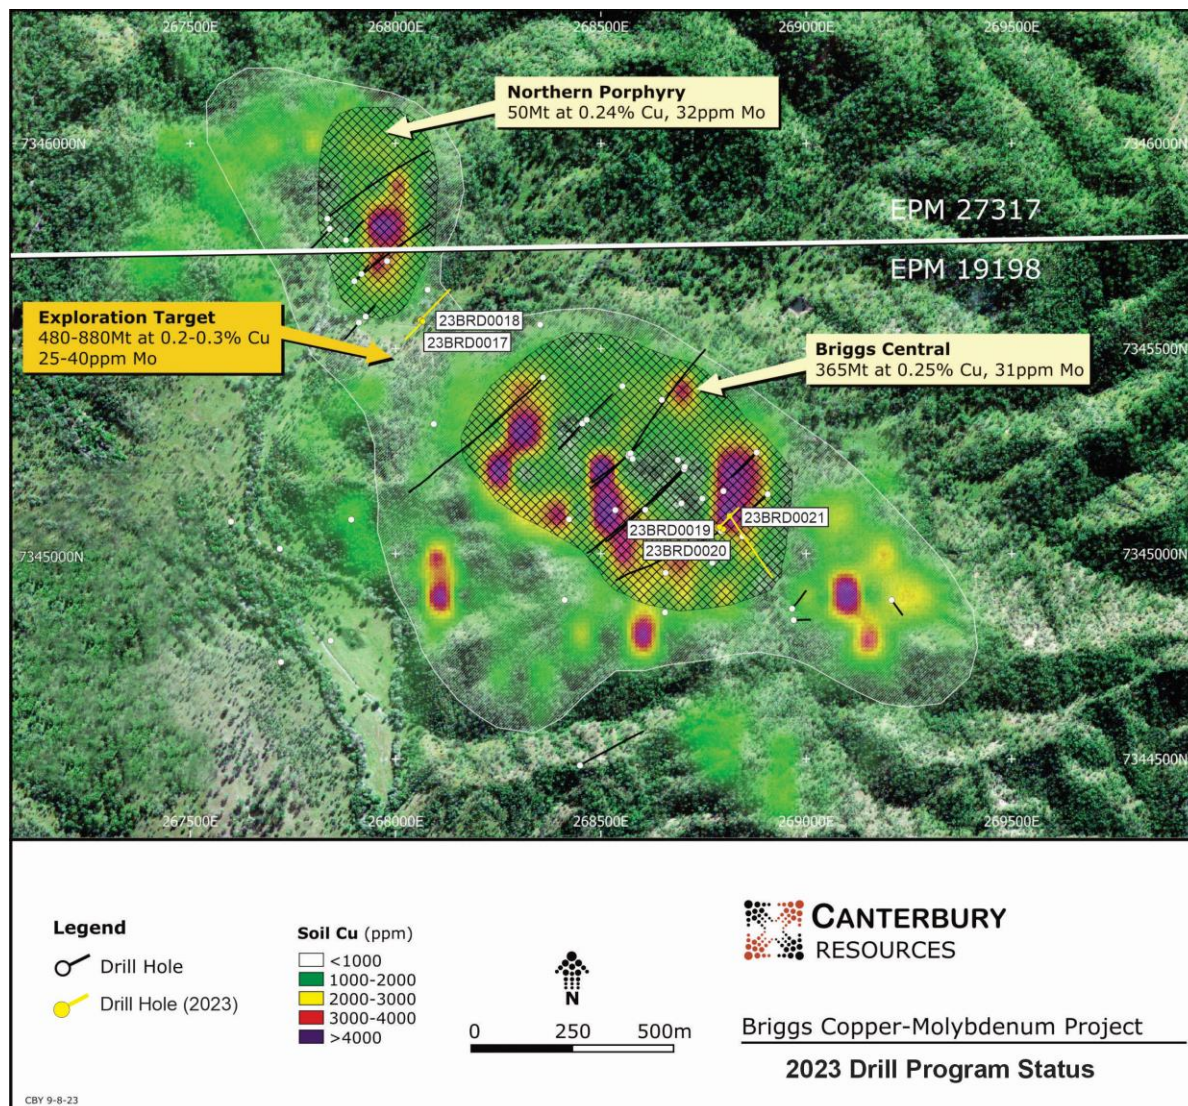 267500E
268000E
268500E
269000E
269500E
Northern Porphyry
50Mt at 0.24% Cu, 32ppm Mo
7346000N
7346000N
EPM 27317
EPM 19198
Exploration Target
480-880Mt at 0.2-0.3% Cu
25-40ppm Mo
23BRD0018
23BRD0017
7345500N
Briggs Central
365Mt at 0.25% Cu, 31ppm Mo
23BRD0019
23BRD0021
23BRD0020
7345000N
7345000N
7344500N
7344500N
267500E
268000E
268500E
269000E
269500E
Legend
Drill Hole
Drill Hole (2023)
Soil Cu (ppm)
<1000
1000-2000
2000-3000
3000-4000
>4000
N
0 250 500m
CANTERBURY
RESOURCES
Briggs Copper-Molybdenum Project
2023 Drill Program Status
CBY 9-8-23